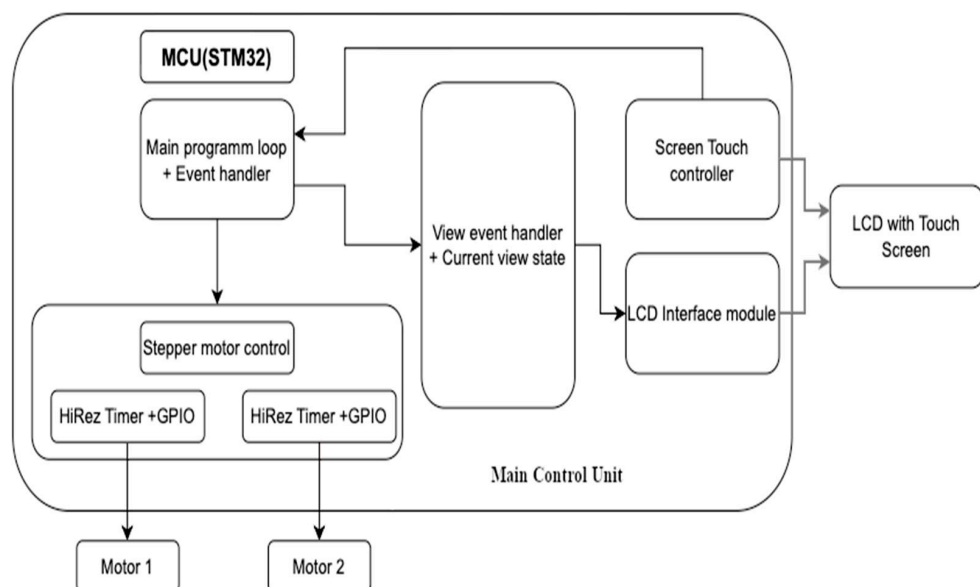 MCU(STM32)
Main programm loop
+ Event handler
Screen Touch
controller
View event handler
+ Current view state
LCD with Touch
Screen
LCD Interface module
Stepper motor control
HiRez Timer +GPIO
HiRez Timer +GPIO
Main Control Unit
Motor 1
Motor 2